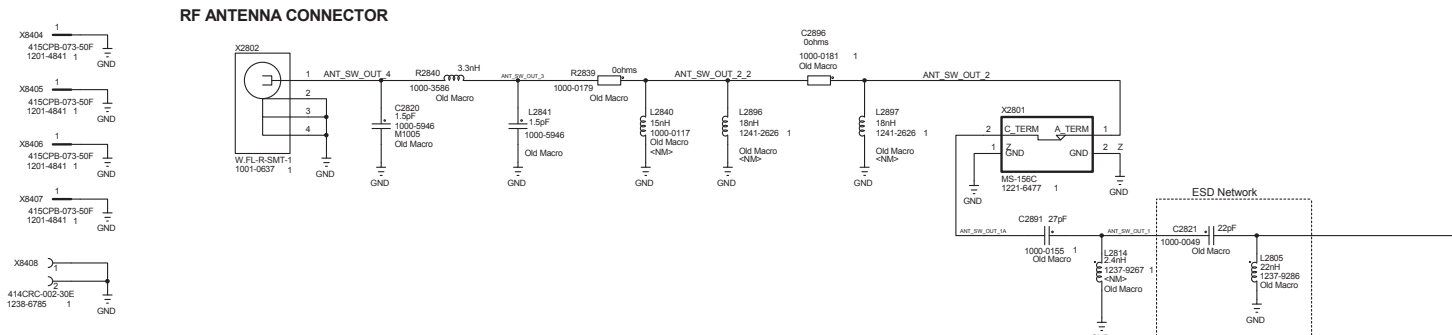 RF ANTENNA CONNECTOR
X8404
1
415CPB-073-50F
1201-4841 1
GND
X8405
1
415CPB-073-50F
1201-4841 1
GND
X8406
1
415CPB-073-50F
1201-4841 1
GND
X8407
1
415CPB-073-50F
1201-4841 1
GND
X8408
1
2
414CRC-002-30E
1238-6785 1
GND
X2802
1
2
3
4
W.FL-R-SMT-1
1001-0637 1
GND
ANT_SW_OUT_4
C2820
1.5pF
1000-5946
M1005
Old Macro
GND
R2840
3.3nH
1000-3586
Old Macro
ANT_SW_OUT_3
L2841
1.5pF
1000-5946
Old Macro
GND
R2839
0ohms
1000-0179
Old Macro
L2840
15nH
1000-0117
Old Macro
<NM>
GND
ANT_SW_OUT_2_2
L2896
18nH
1241-2626 1
Old Macro
<NM>
GND
C2896
0ohms
1000-0181 1
Old Macro
L2897
18nH
1241-2626 1
Old Macro
<NM>
GND
ANT_SW_OUT_2
X2801
2 C_TERM A_TERM 1
1 Z GND GND 2 Z
MS-156C
1221-6477 1
GND
GND
ANT_SW_OUT_1A
C2891 27pF
1000-0155 1
Old Macro
ANT_SW_OUT_1
L2814
2.4nH
1237-9267 1
<NM>
Old Macro
ESD Network
C2821 22pF
1000-0049
Old Macro
L2805
22nH
1237-9286
Old Macro
GND